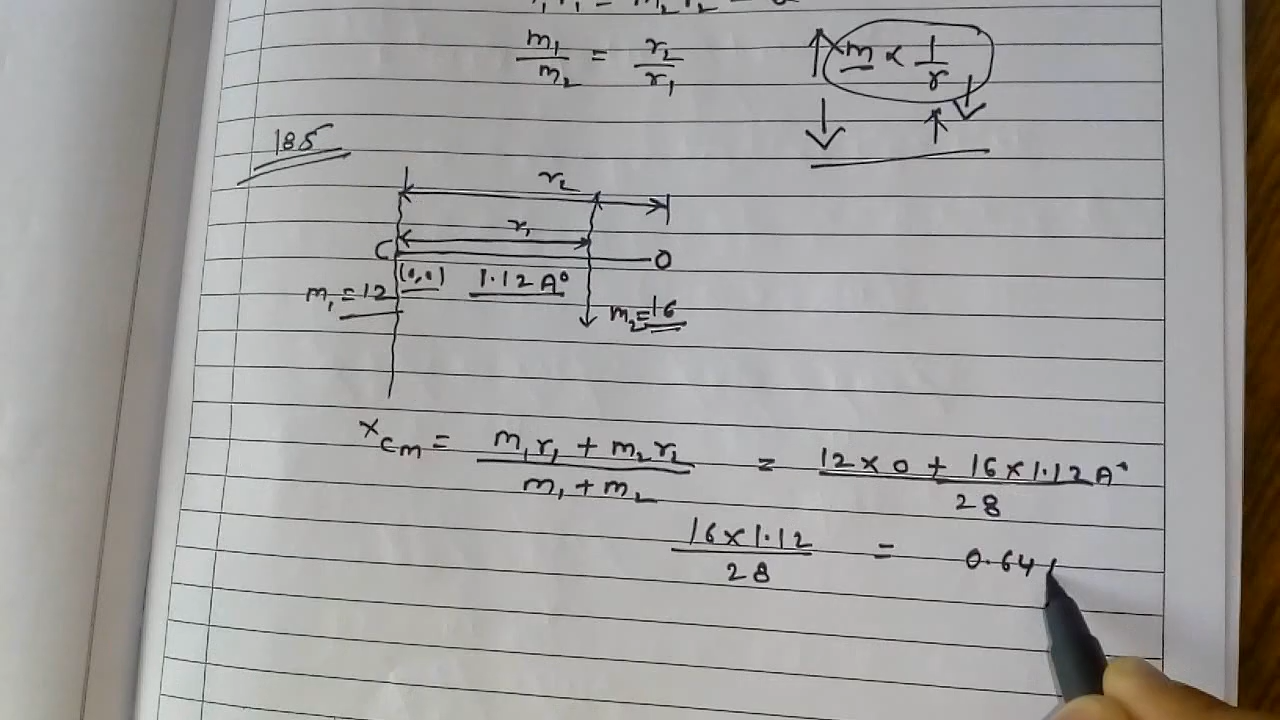 m₁/m₂ = r₂/r₁
m ∝ 1/r
185
r₂
r₁
C O
(0,0) 1.12 A°
m₁=12
m₂=16
xcm = (m₁r₁ + m₂r₂)/(m₁ + m₂) = (12 × 0 + 16 × 1.12 A°)/28
16 × 1.12/28 = 0.64